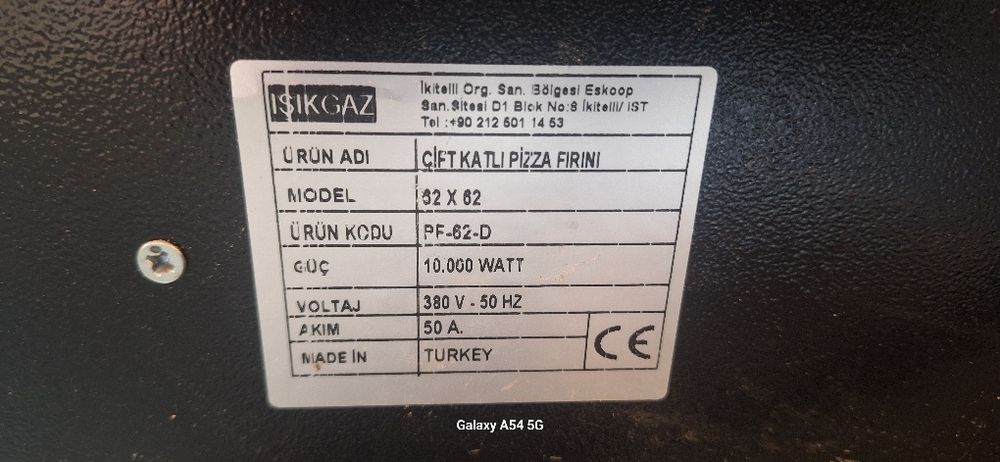 IŞIKGAZ
İkitelli Org. San. Bölgesi Eskoop
San.Sitesi D1 Blok No:6 İkitelli/ İST
Tel :+90 212 501 14 53
ÜRÜN ADI ÇİFT KATLI PİZZA FIRINI
MODEL 62 X 62
ÜRÜN KODU PF-62-D
GÜÇ 10.000 WATT
VOLTAJ 380 V - 50 HZ
AKIM 50 A.
MADE İN TURKEY
CE
Galaxy A54 5G